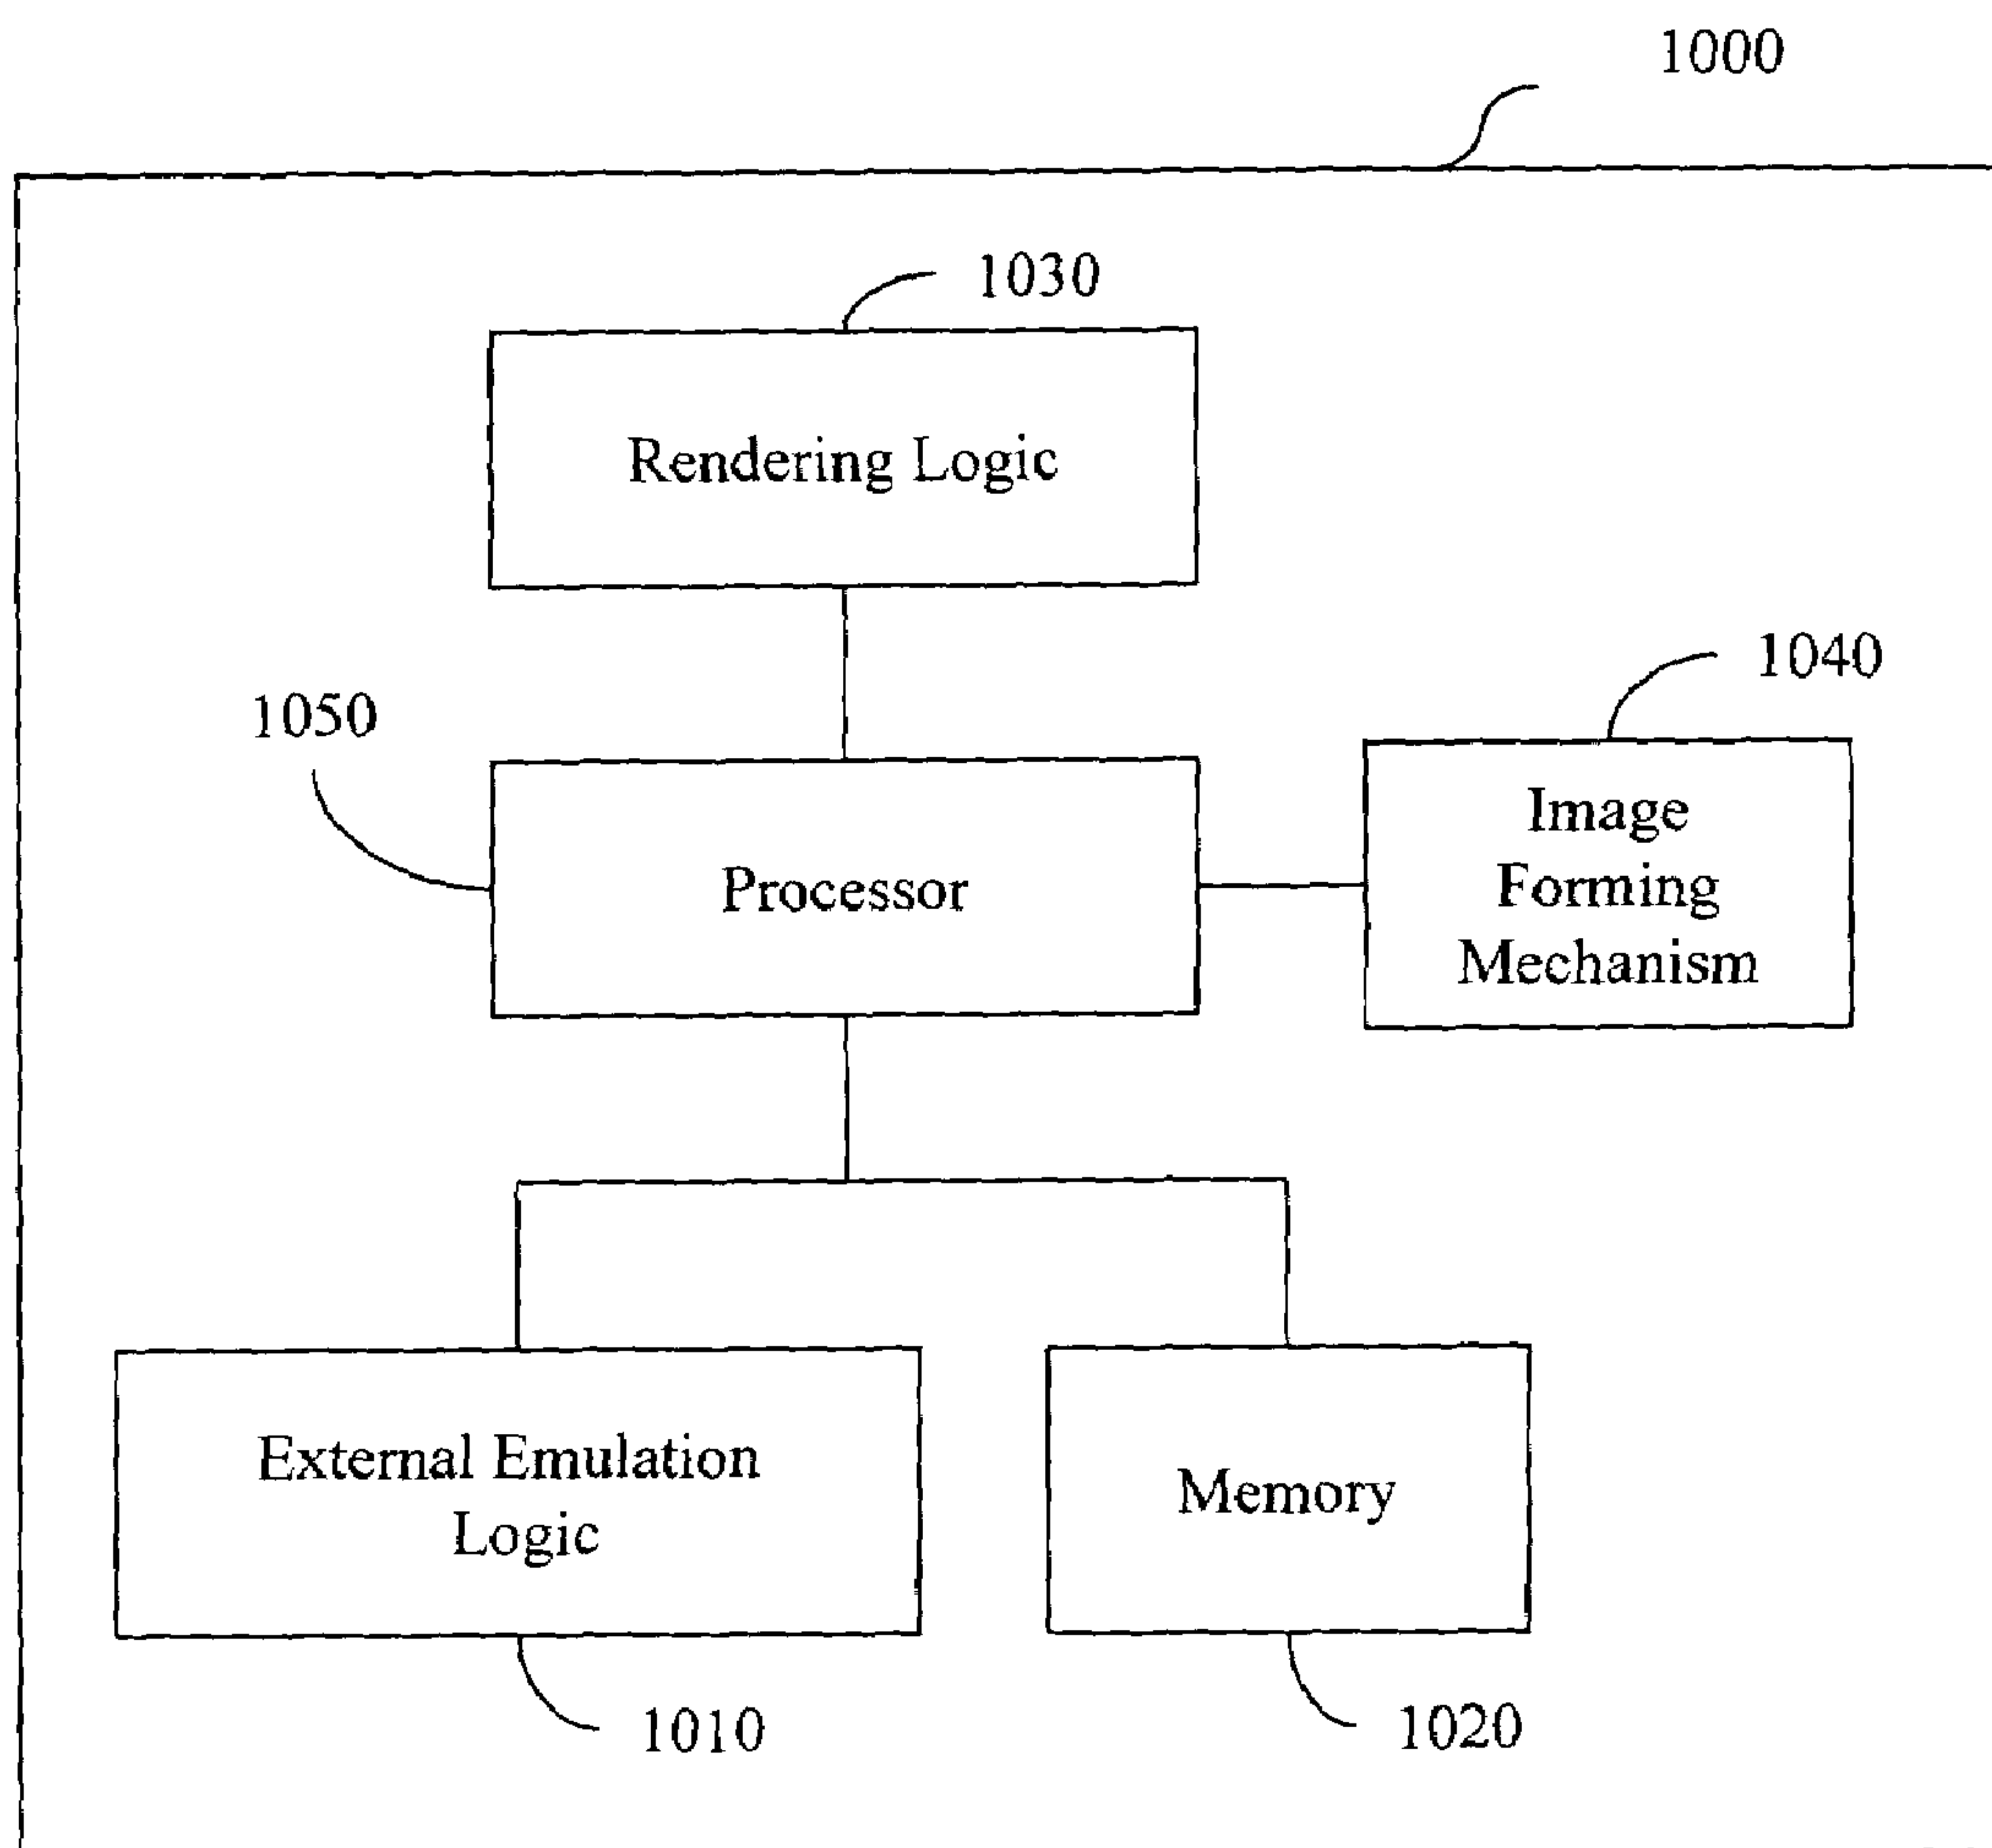 1000
1030
Rendering Logic
1040
1050
Image
Forming
Mechanism
Processor
External Emulation
Logic
Memory
1010
1020